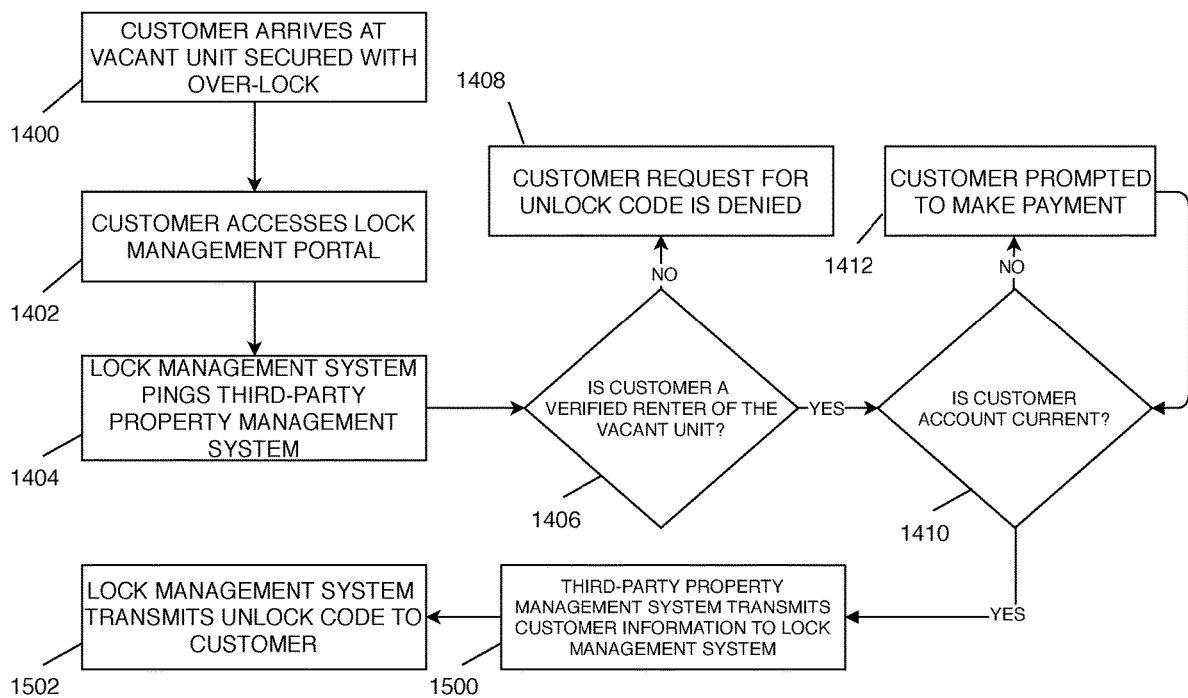 CUSTOMER ARRIVES AT
VACANT UNIT SECURED WITH
OVER-LOCK
1400
CUSTOMER ACCESSES LOCK
MANAGEMENT PORTAL
1402
LOCK MANAGEMENT SYSTEM
PINGS THIRD-PARTY
PROPERTY MANAGEMENT
SYSTEM
1404
IS CUSTOMER A
VERIFIED RENTER OF THE
VACANT UNIT?
1406
NO
1408
CUSTOMER REQUEST FOR
UNLOCK CODE IS DENIED
YES
IS CUSTOMER
ACCOUNT CURRENT?
1410
NO
CUSTOMER PROMPTED
TO MAKE PAYMENT
1412
YES
THIRD-PARTY PROPERTY
MANAGEMENT SYSTEM TRANSMITS
CUSTOMER INFORMATION TO LOCK
MANAGEMENT SYSTEM
1500
LOCK MANAGEMENT SYSTEM
TRANSMITS UNLOCK CODE TO
CUSTOMER
1502